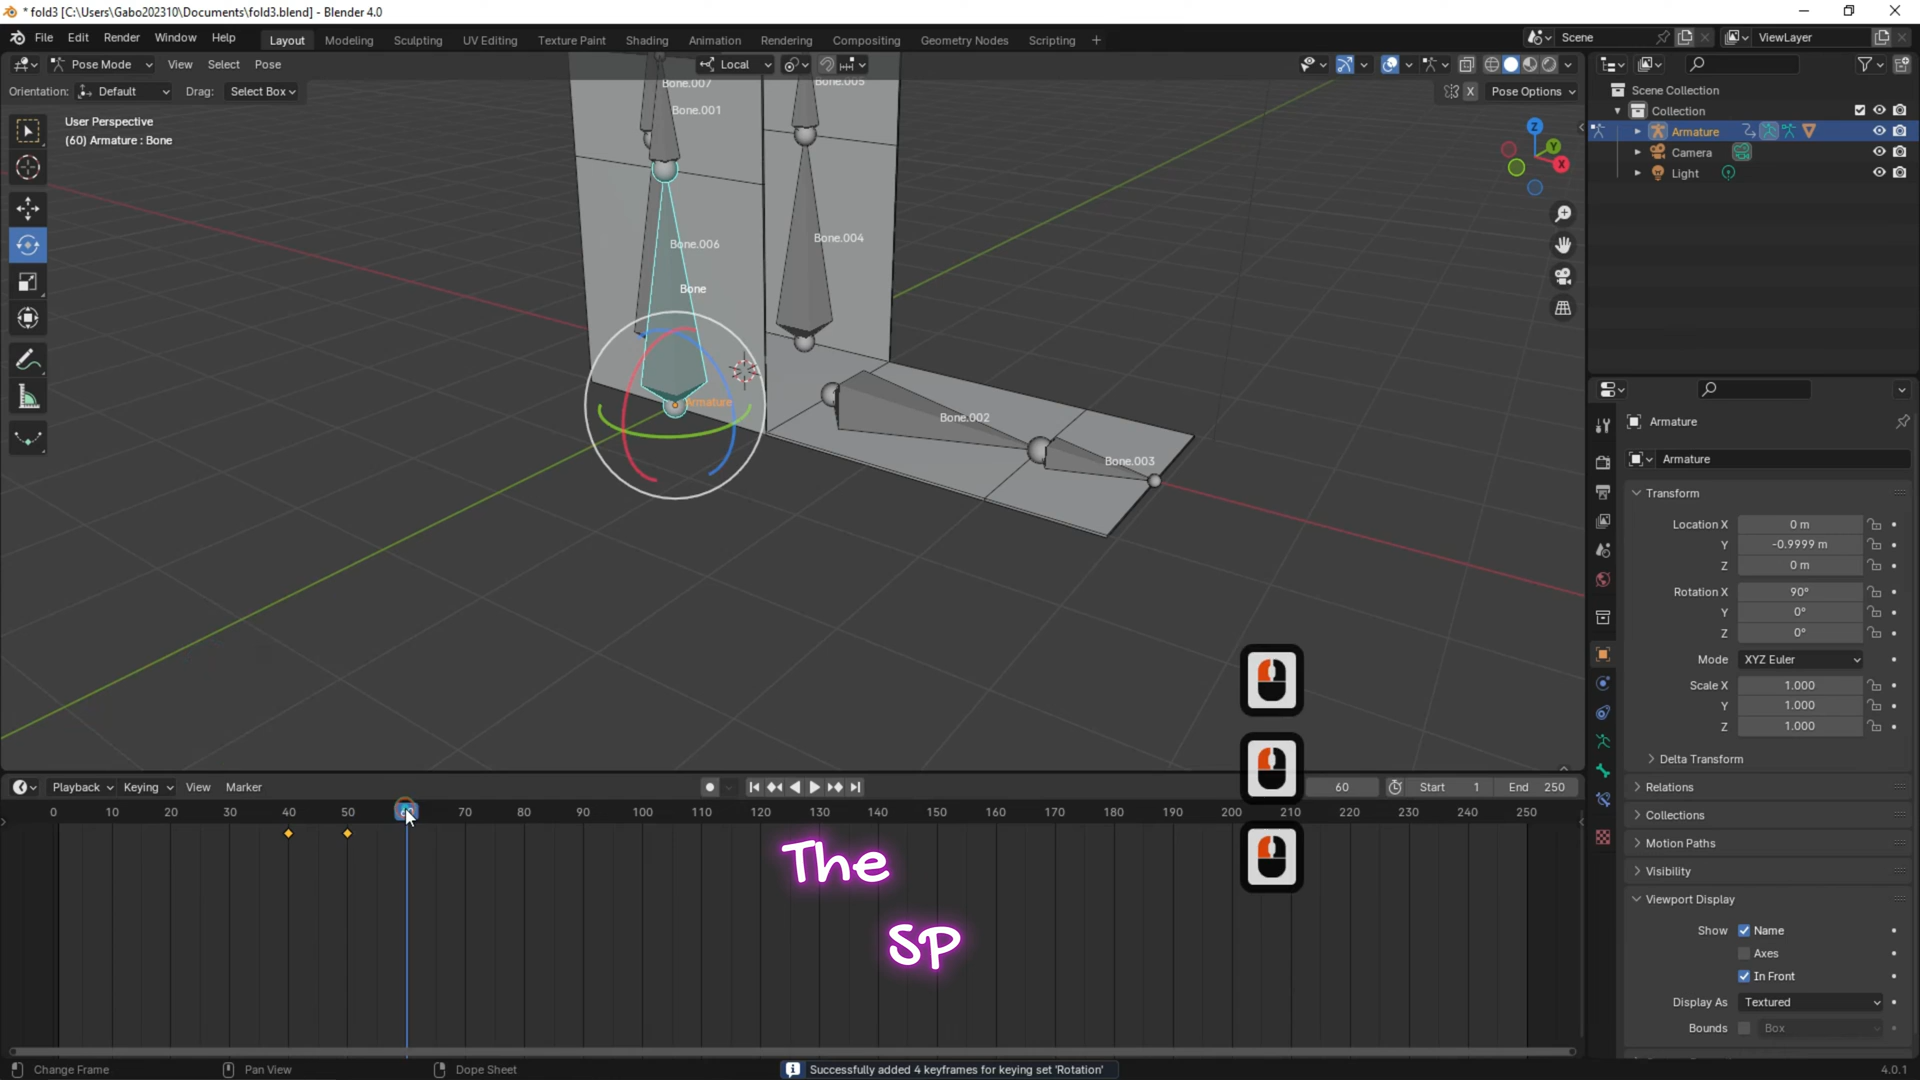 * fold3 [C:\Users\Gabo202310\Documents\fold3.blend] - Blender 4.0
File Edit Render Window Help Layout Modeling Sculpting UV Editing Texture Paint Shading Animation Rendering Compositing Geometry Nodes Scripting + Scene ViewLayer
Pose Mode View Select Pose Local
Orientation: Default Drag: Select Box X Pose Options
User Perspective
(60) Armature : Bone
Bone.007
Bone.005
Bone.001
Bone.006
Bone.004
Bone
Armature
Bone.002
Bone.003
Z
Y
X
Scene Collection
Collection
Armature
Camera
Light
Armature
Armature
Transform
Location X 0 m
Y -0.9999 m
Z 0 m
Rotation X 90°
Y 0°
Z 0°
Mode XYZ Euler
Scale X 1.000
Y 1.000
Z 1.000
Delta Transform
Relations
Collections
Motion Paths
Visibility
Viewport Display
Show Name
Axes
In Front
Display As Textured
Bounds Box
Playback Keying View Marker 60 Start 1 End 250
0 10 20 30 40 50 60 70 80 90 100 110 120 130 140 150 160 170 180 190 200 210 220 230 240 250
The
SP
Change Frame Pan View Dope Sheet Successfully added 4 keyframes for keying set 'Rotation' 4.0.1